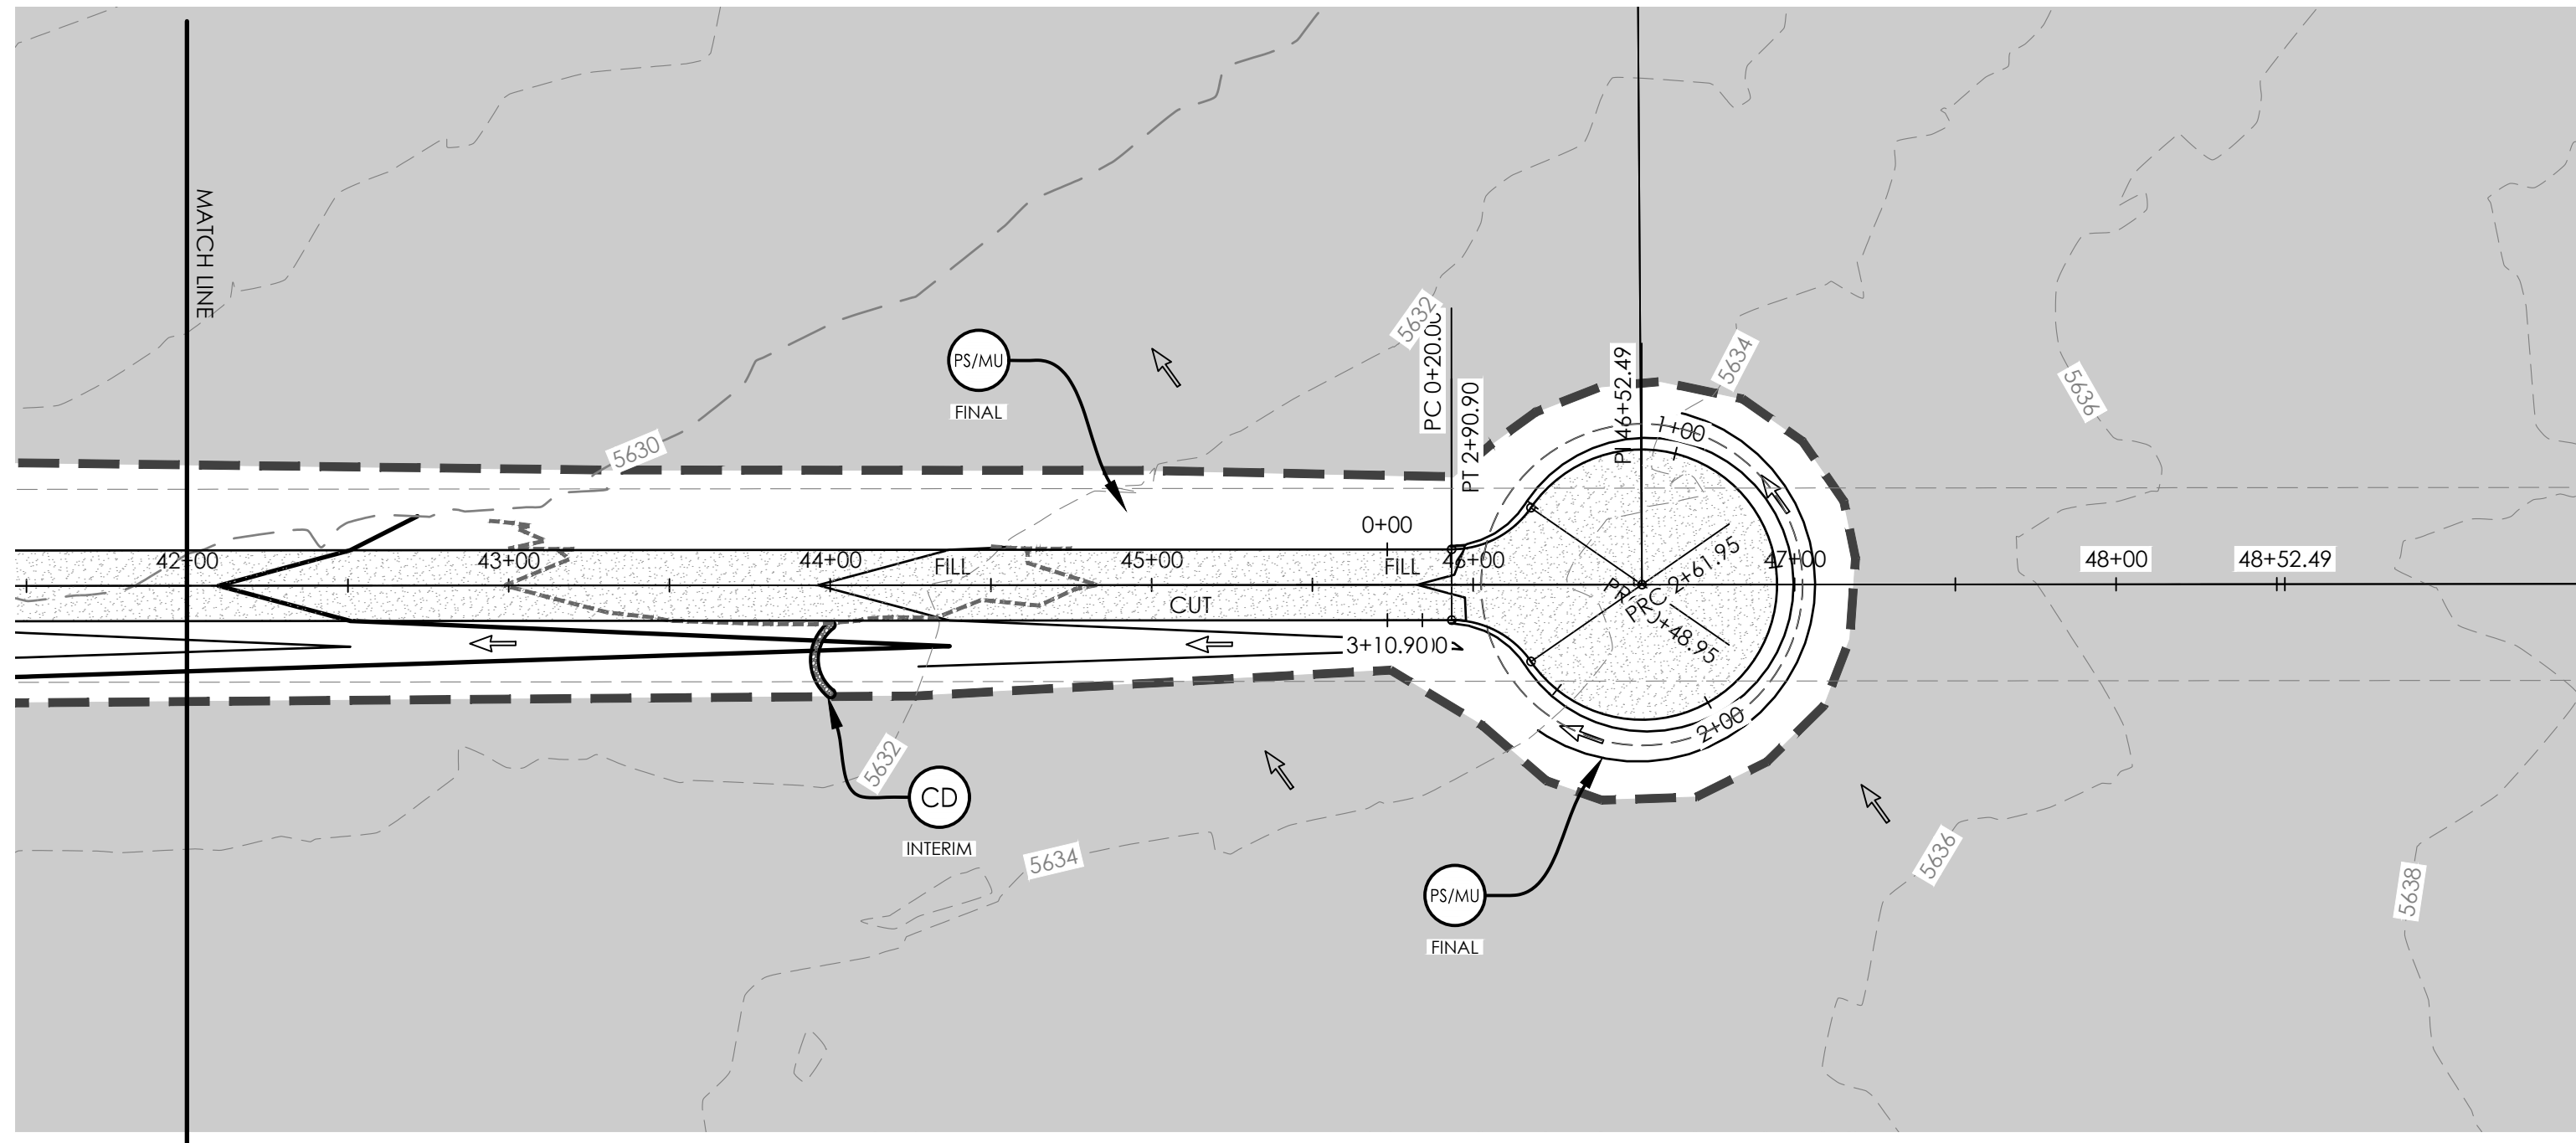 MATCH LINE
5632
PC 0+20.00
PT 2+90.90
PI 46+52.49
5634
5636
PS/MU
FINAL
5630
1+00
0+00
42+00
43+00
44+00
FILL
45+00
FILL
46+00
47+00
48+00
48+52.49
CUT
PRC 2+61.95
3+10.90
2+00
5632
CD
INTERIM
5634
5636
5638
PS/MU
FINAL